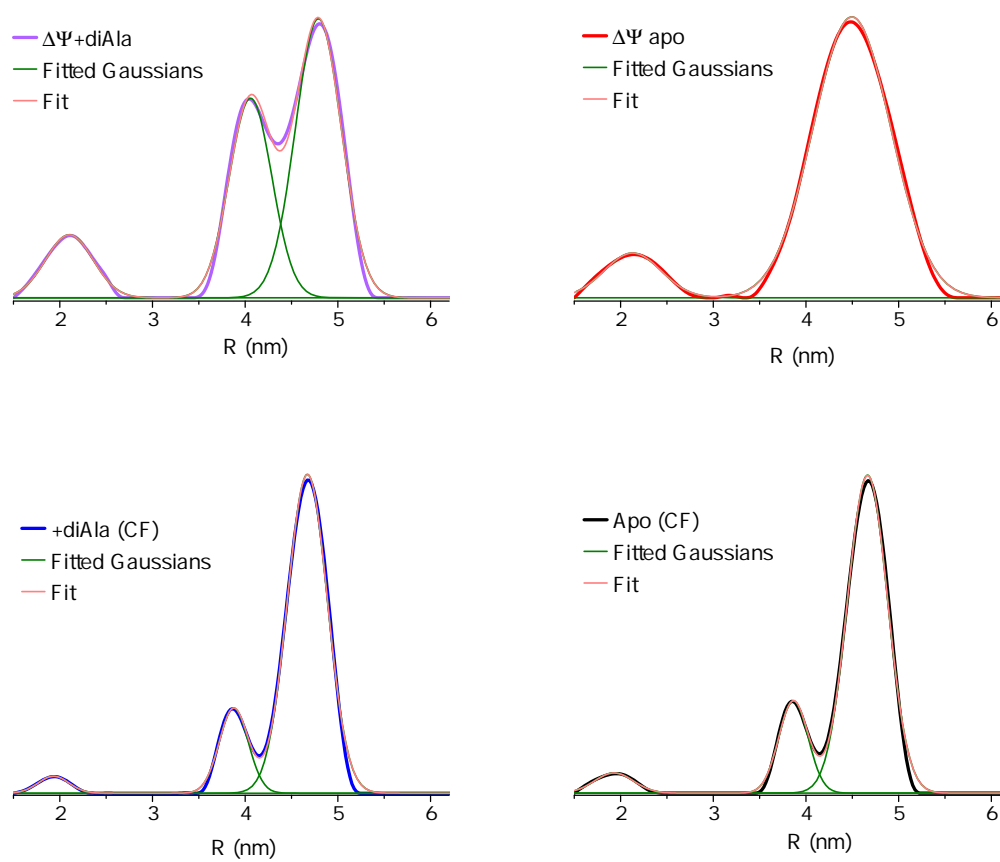 ΔΨ+diAla
Fitted Gaussians
Fit
2 3 4 5 6
R (nm)
ΔΨ apo
Fitted Gaussians
Fit
2 3 4 5 6
R (nm)
+diAla (CF)
Fitted Gaussians
Fit
2 3 4 5 6
R (nm)
Apo (CF)
Fitted Gaussians
Fit
2 3 4 5 6
R (nm)